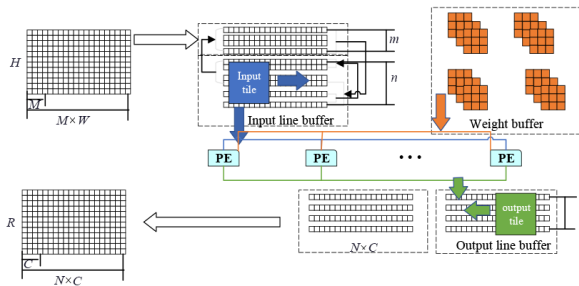 H
M
M×W
m
n
Input
tile
Input line buffer
Weight buffer
PE
PE
• • •
PE
R
C
N×C
N×C
output
tile
Output line buffer